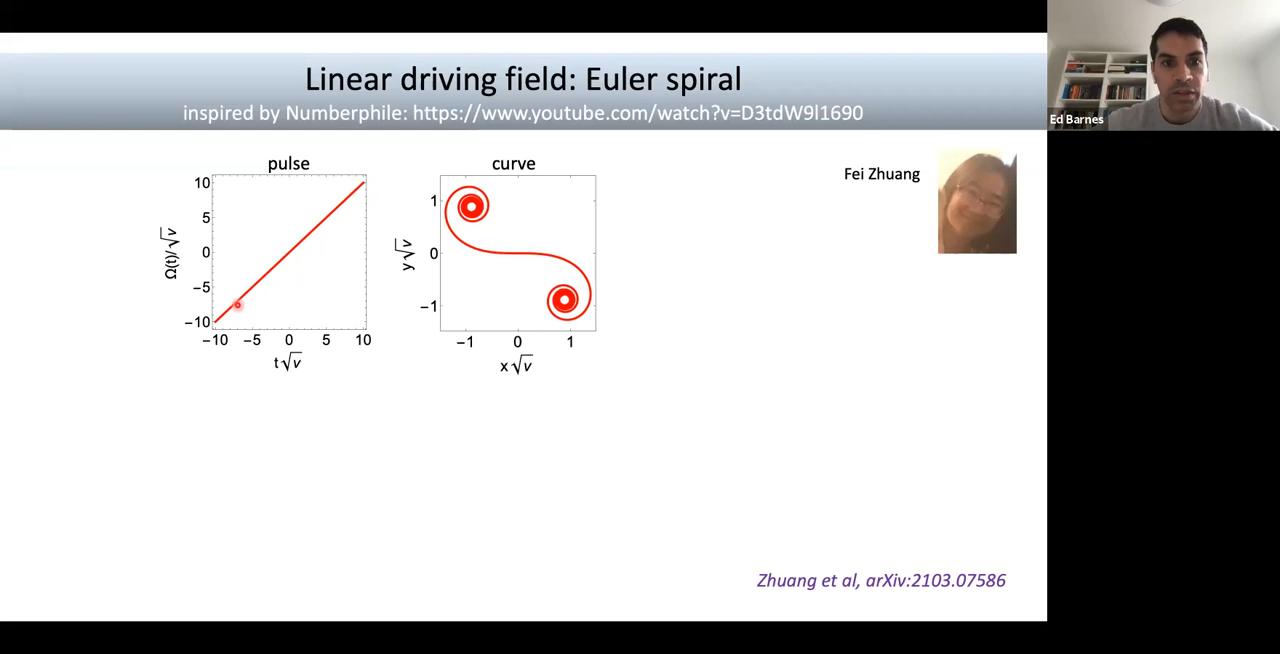 Linear driving field: Euler spiral
inspired by Numberphile: https://www.youtube.com/watch?v=D3tdW9l1690
Ed Barnes
Fei Zhuang
pulse
10
5
0
−5
−10
Ω(t)/√v
−10 −5 0 5 10
t√v
curve
1
0
−1
y√v
−1 0 1
x√v
Zhuang et al, arXiv:2103.07586